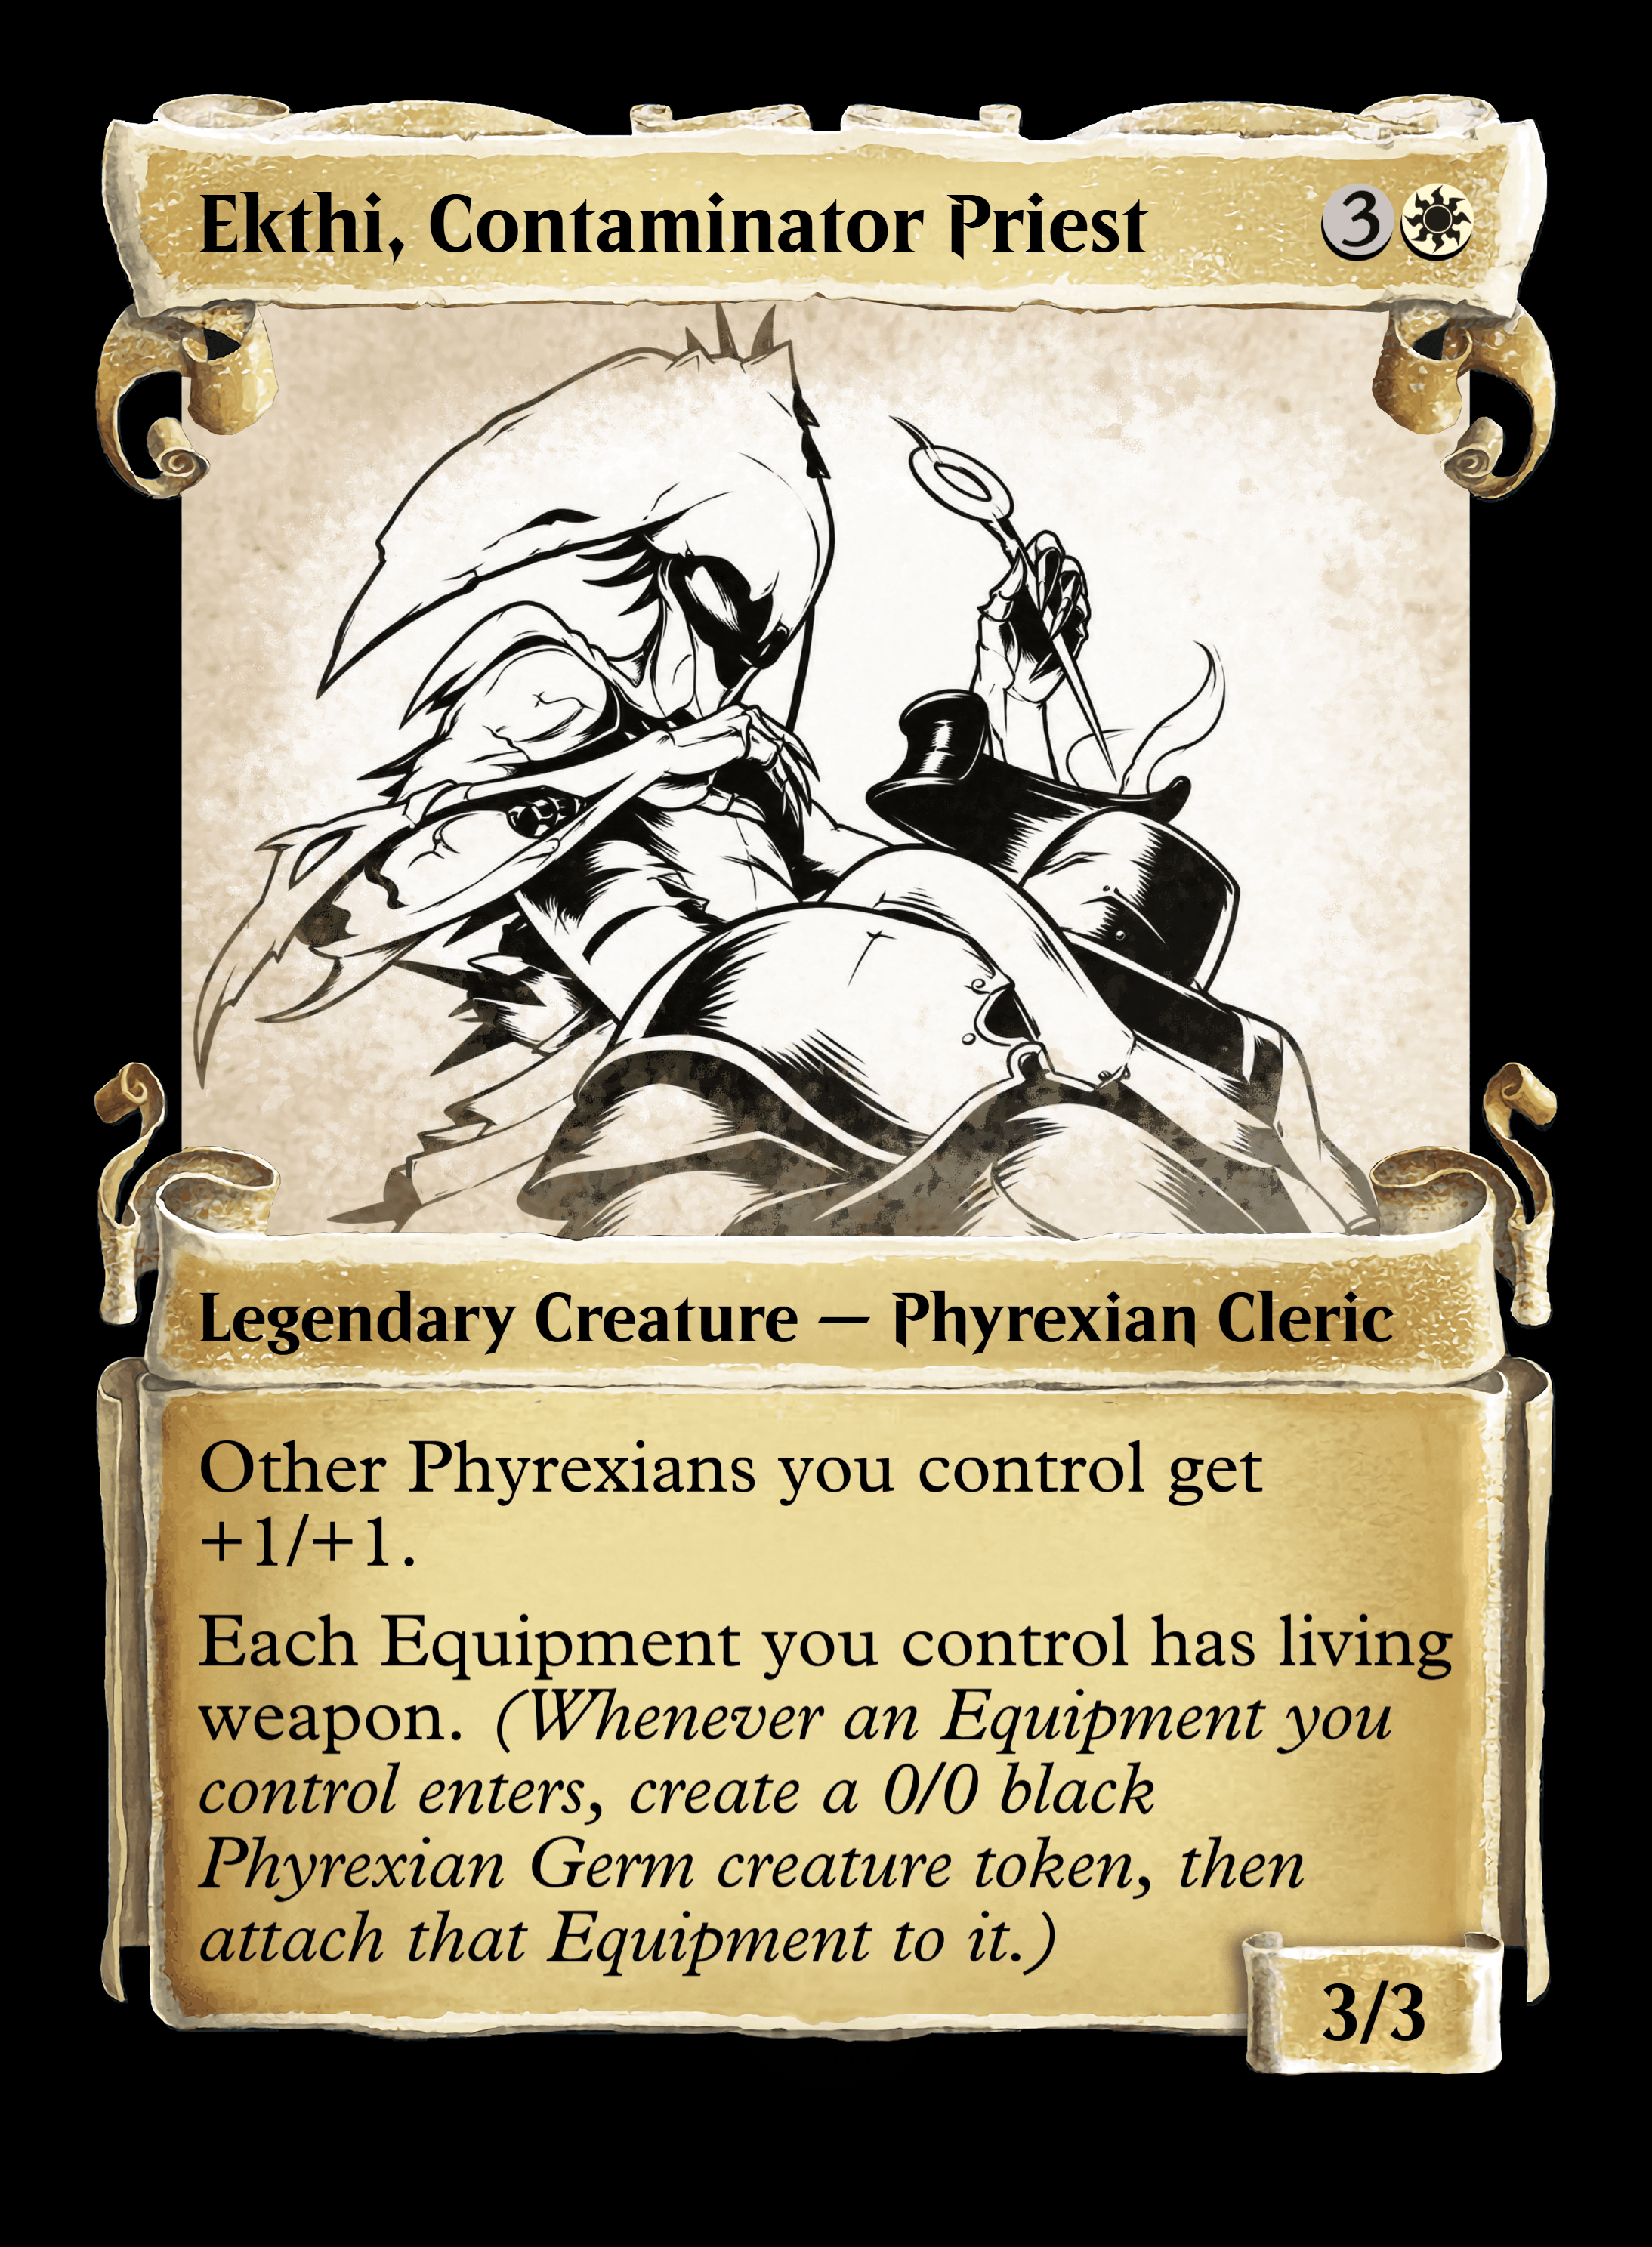 Ekthi, Contaminator Priest 3
Legendary Creature — Phyrexian Cleric
Other Phyrexians you control get
+1/+1.
Each Equipment you control has living
weapon. (Whenever an Equipment you
control enters, create a 0/0 black
Phyrexian Germ creature token, then
attach that Equipment to it.)
3/3